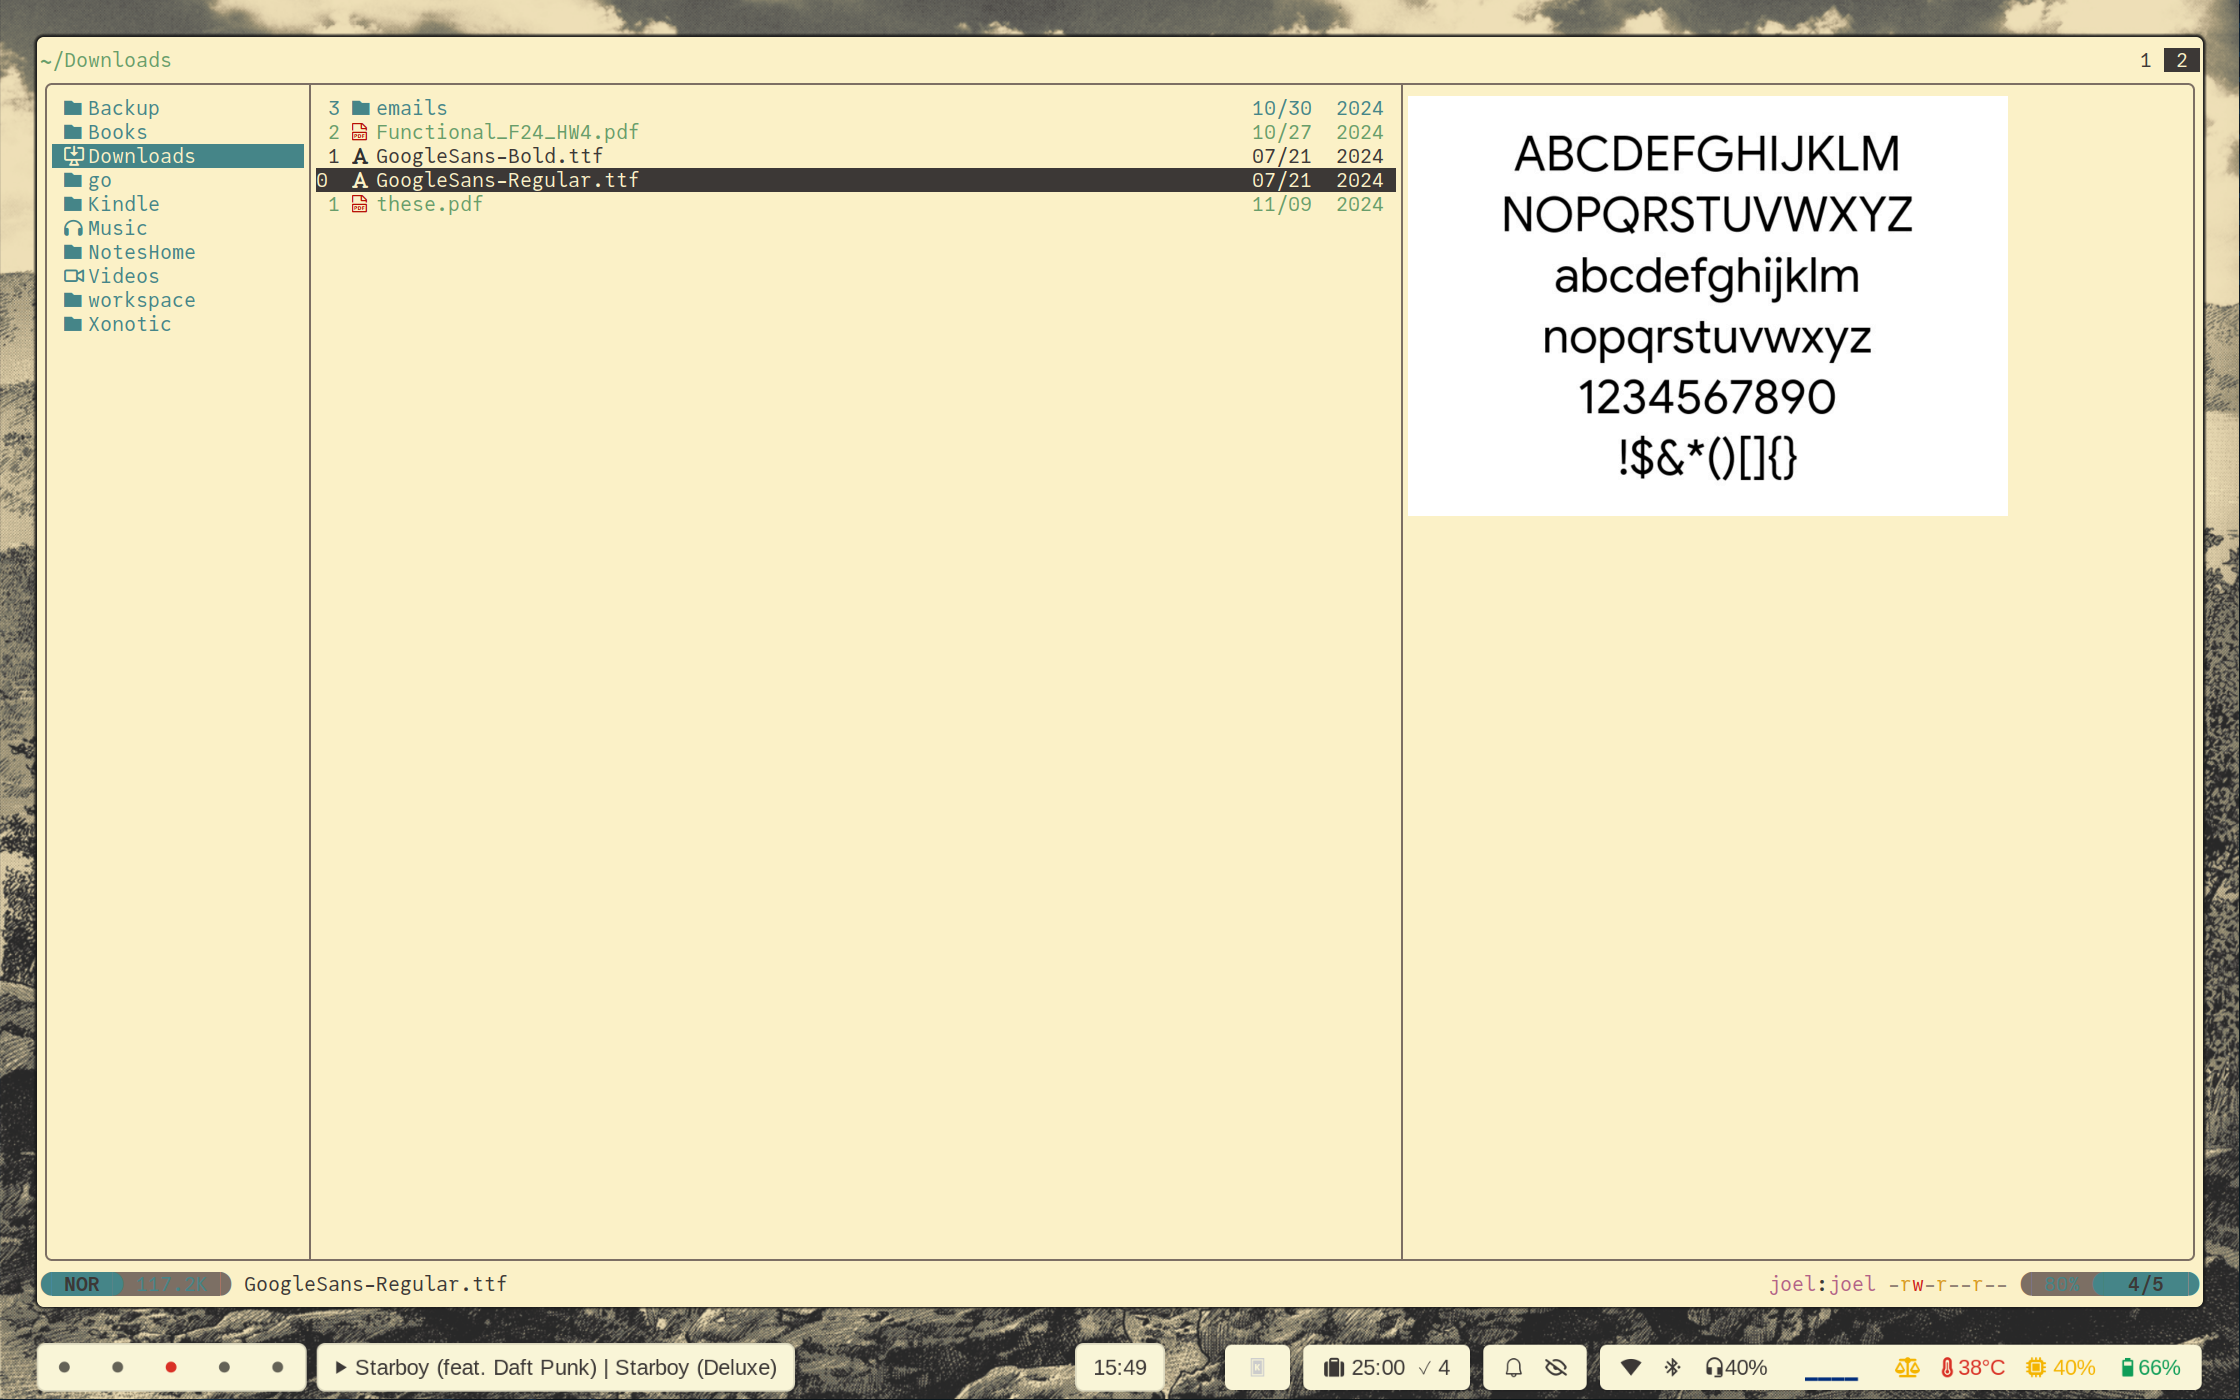 ~/Downloads 1 2
Backup
Books
Downloads
go
Kindle
Music
NotesHome
Videos
workspace
Xonotic
3 emails 10/30 2024
2 Functional_F24_HW4.pdf 10/27 2024
1 GoogleSans-Bold.ttf 07/21 2024
0 GoogleSans-Regular.ttf 07/21 2024
1 these.pdf 11/09 2024
ABCDEFGHIJKLM
NOPQRSTUVWXYZ
abcdefghijklm
nopqrstuvwxyz
1234567890
!$&*()[]{}
NOR 117.2K GoogleSans-Regular.ttf joel:joel -rw-r--r-- 4/5
Starboy (feat. Daft Punk) | Starboy (Deluxe) 15:49 25:00 ✓ 4 40% 38°C 40% 66%